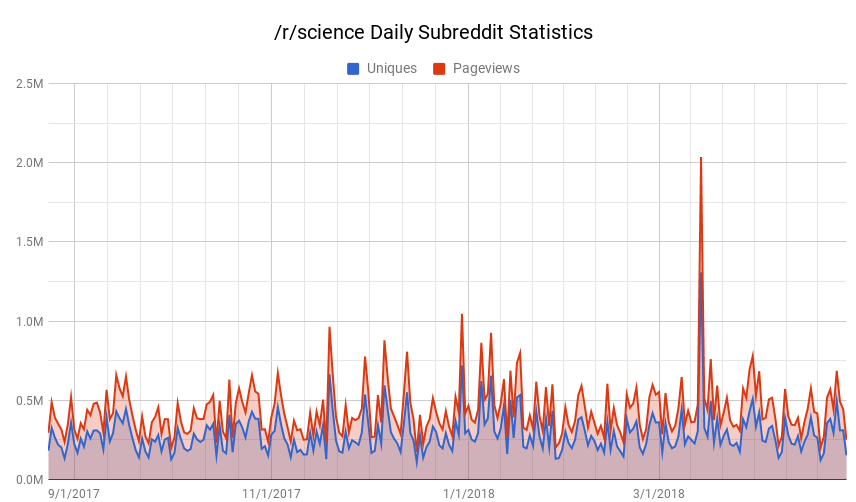 /r/science Daily Subreddit Statistics
Uniques Pageviews
2.5M
2.0M
1.5M
1.0M
0.5M
0.0M
9/1/2017 11/1/2017 1/1/2018 3/1/2018